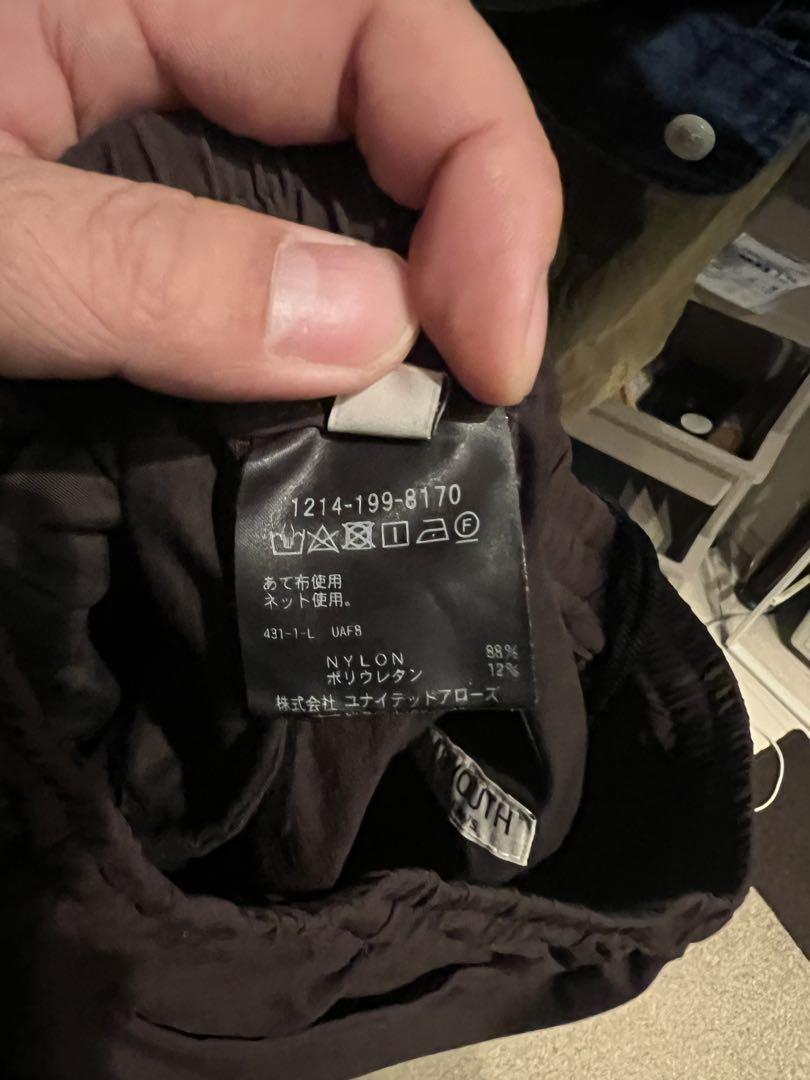 1214-199-8170
F
あて布使用
ネット使用。
431-1-L UAF8
NYLON 88%
ポリウレタン 12%
株式会社 ユナイテッドアローズ
YOUTH